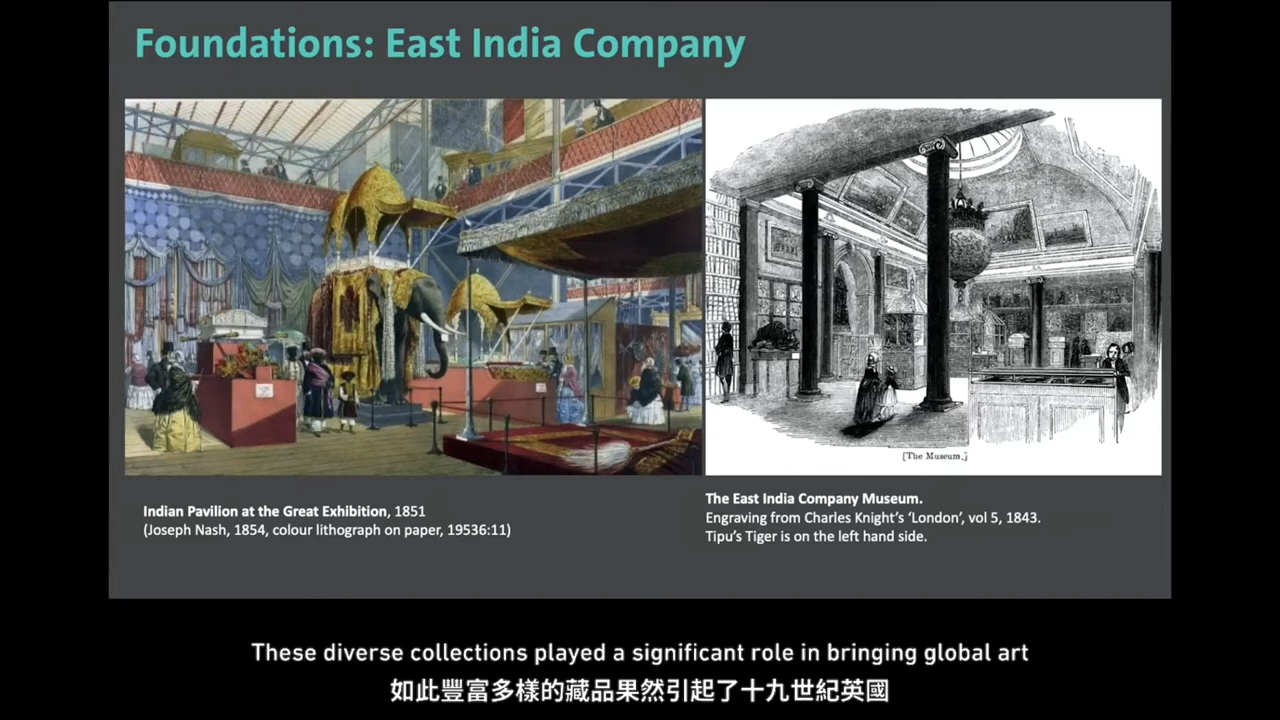 Foundations: East India Company
[The Museum.]
Indian Pavilion at the Great Exhibition, 1851
(Joseph Nash, 1854, colour lithograph on paper, 19536:11)
The East India Company Museum.
Engraving from Charles Knight's ‘London’, vol 5, 1843.
Tipu's Tiger is on the left hand side.
These diverse collections played a significant role in bringing global art
如此豐富多樣的藏品果然引起了十九世紀英國